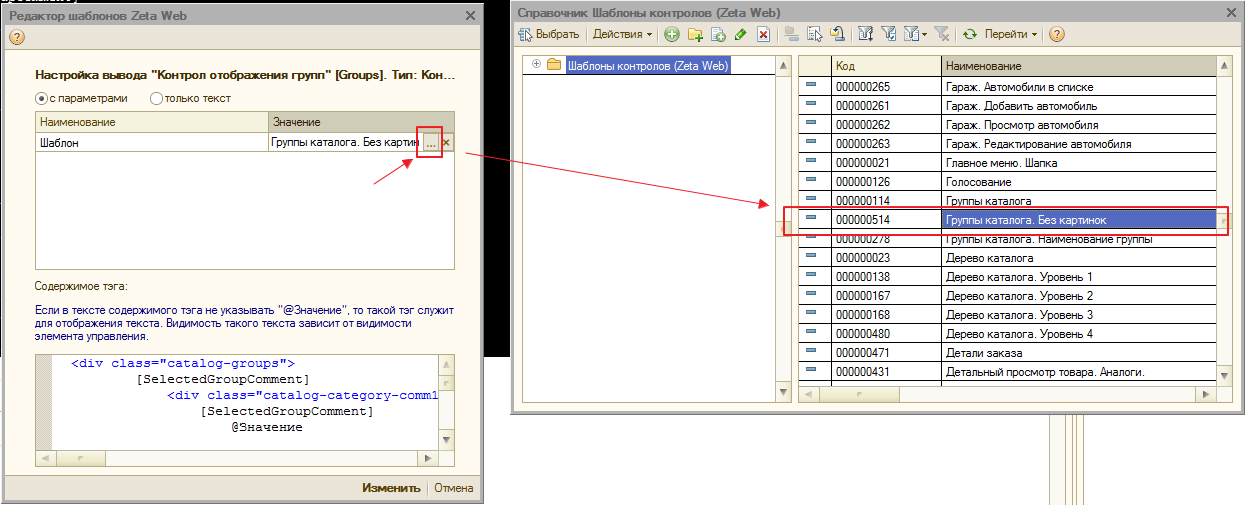 Редактор шаблонов Zeta Web
Настройка вывода "Контрол отображения групп" [Groups]. Тип: Кон...
с параметрами
только текст
Наименование
Значение
Шаблон
Группы каталога. Без картин
...
Содержимое тэга:
Если в тексте содержимого тэга не указывать "@Значение", то такой тэг служит
для отображения текста. Видимость такого текста зависит от видимости
элемента управления.
<div class="catalog-groups">
[SelectedGroupComment]
<div class="catalog-category-comm
[SelectedGroupComment]
@Значение
Изменить
Отмена
Справочник Шаблоны контролов (Zeta Web)
Выбрать
Действия
Перейти
Шаблоны контролов (Zeta Web)
Код
Наименование
000000265 Гараж. Автомобили в списке
000000261 Гараж. Добавить автомобиль
000000262 Гараж. Просмотр автомобиля
000000263 Гараж. Редактирование автомобиля
000000021 Главное меню. Шапка
000000126 Голосование
000000114 Группы каталога
000000514 Группы каталога. Без картинок
000000278 Группы каталога. Наименование группы
000000023 Дерево каталога
000000138 Дерево каталога. Уровень 1
000000167 Дерево каталога. Уровень 2
000000168 Дерево каталога. Уровень 3
000000480 Дерево каталога. Уровень 4
000000471 Детали заказа
000000431 Детальный просмотр товара. Аналоги.